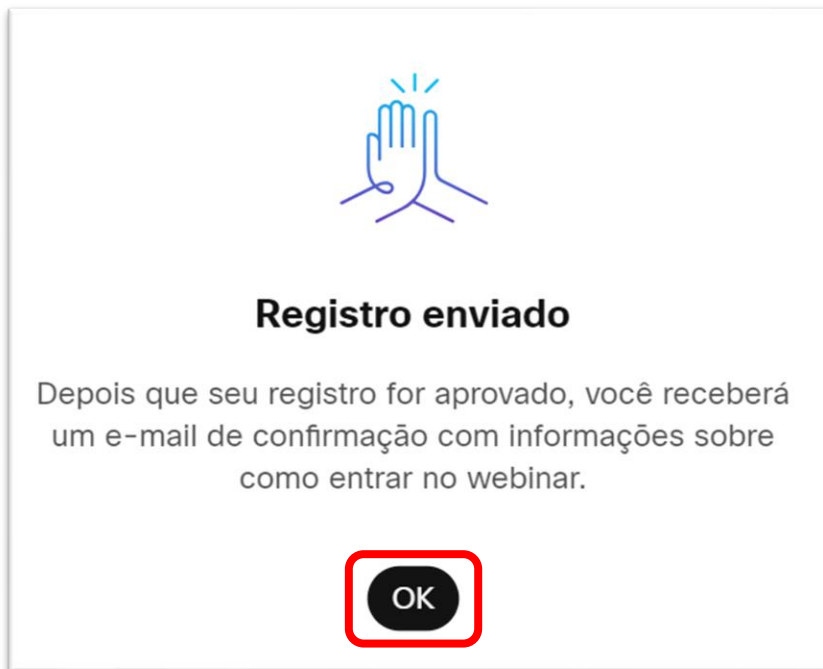 Registro enviado
Depois que seu registro for aprovado, você receberá
um e-mail de confirmação com informações sobre
como entrar no webinar.
OK